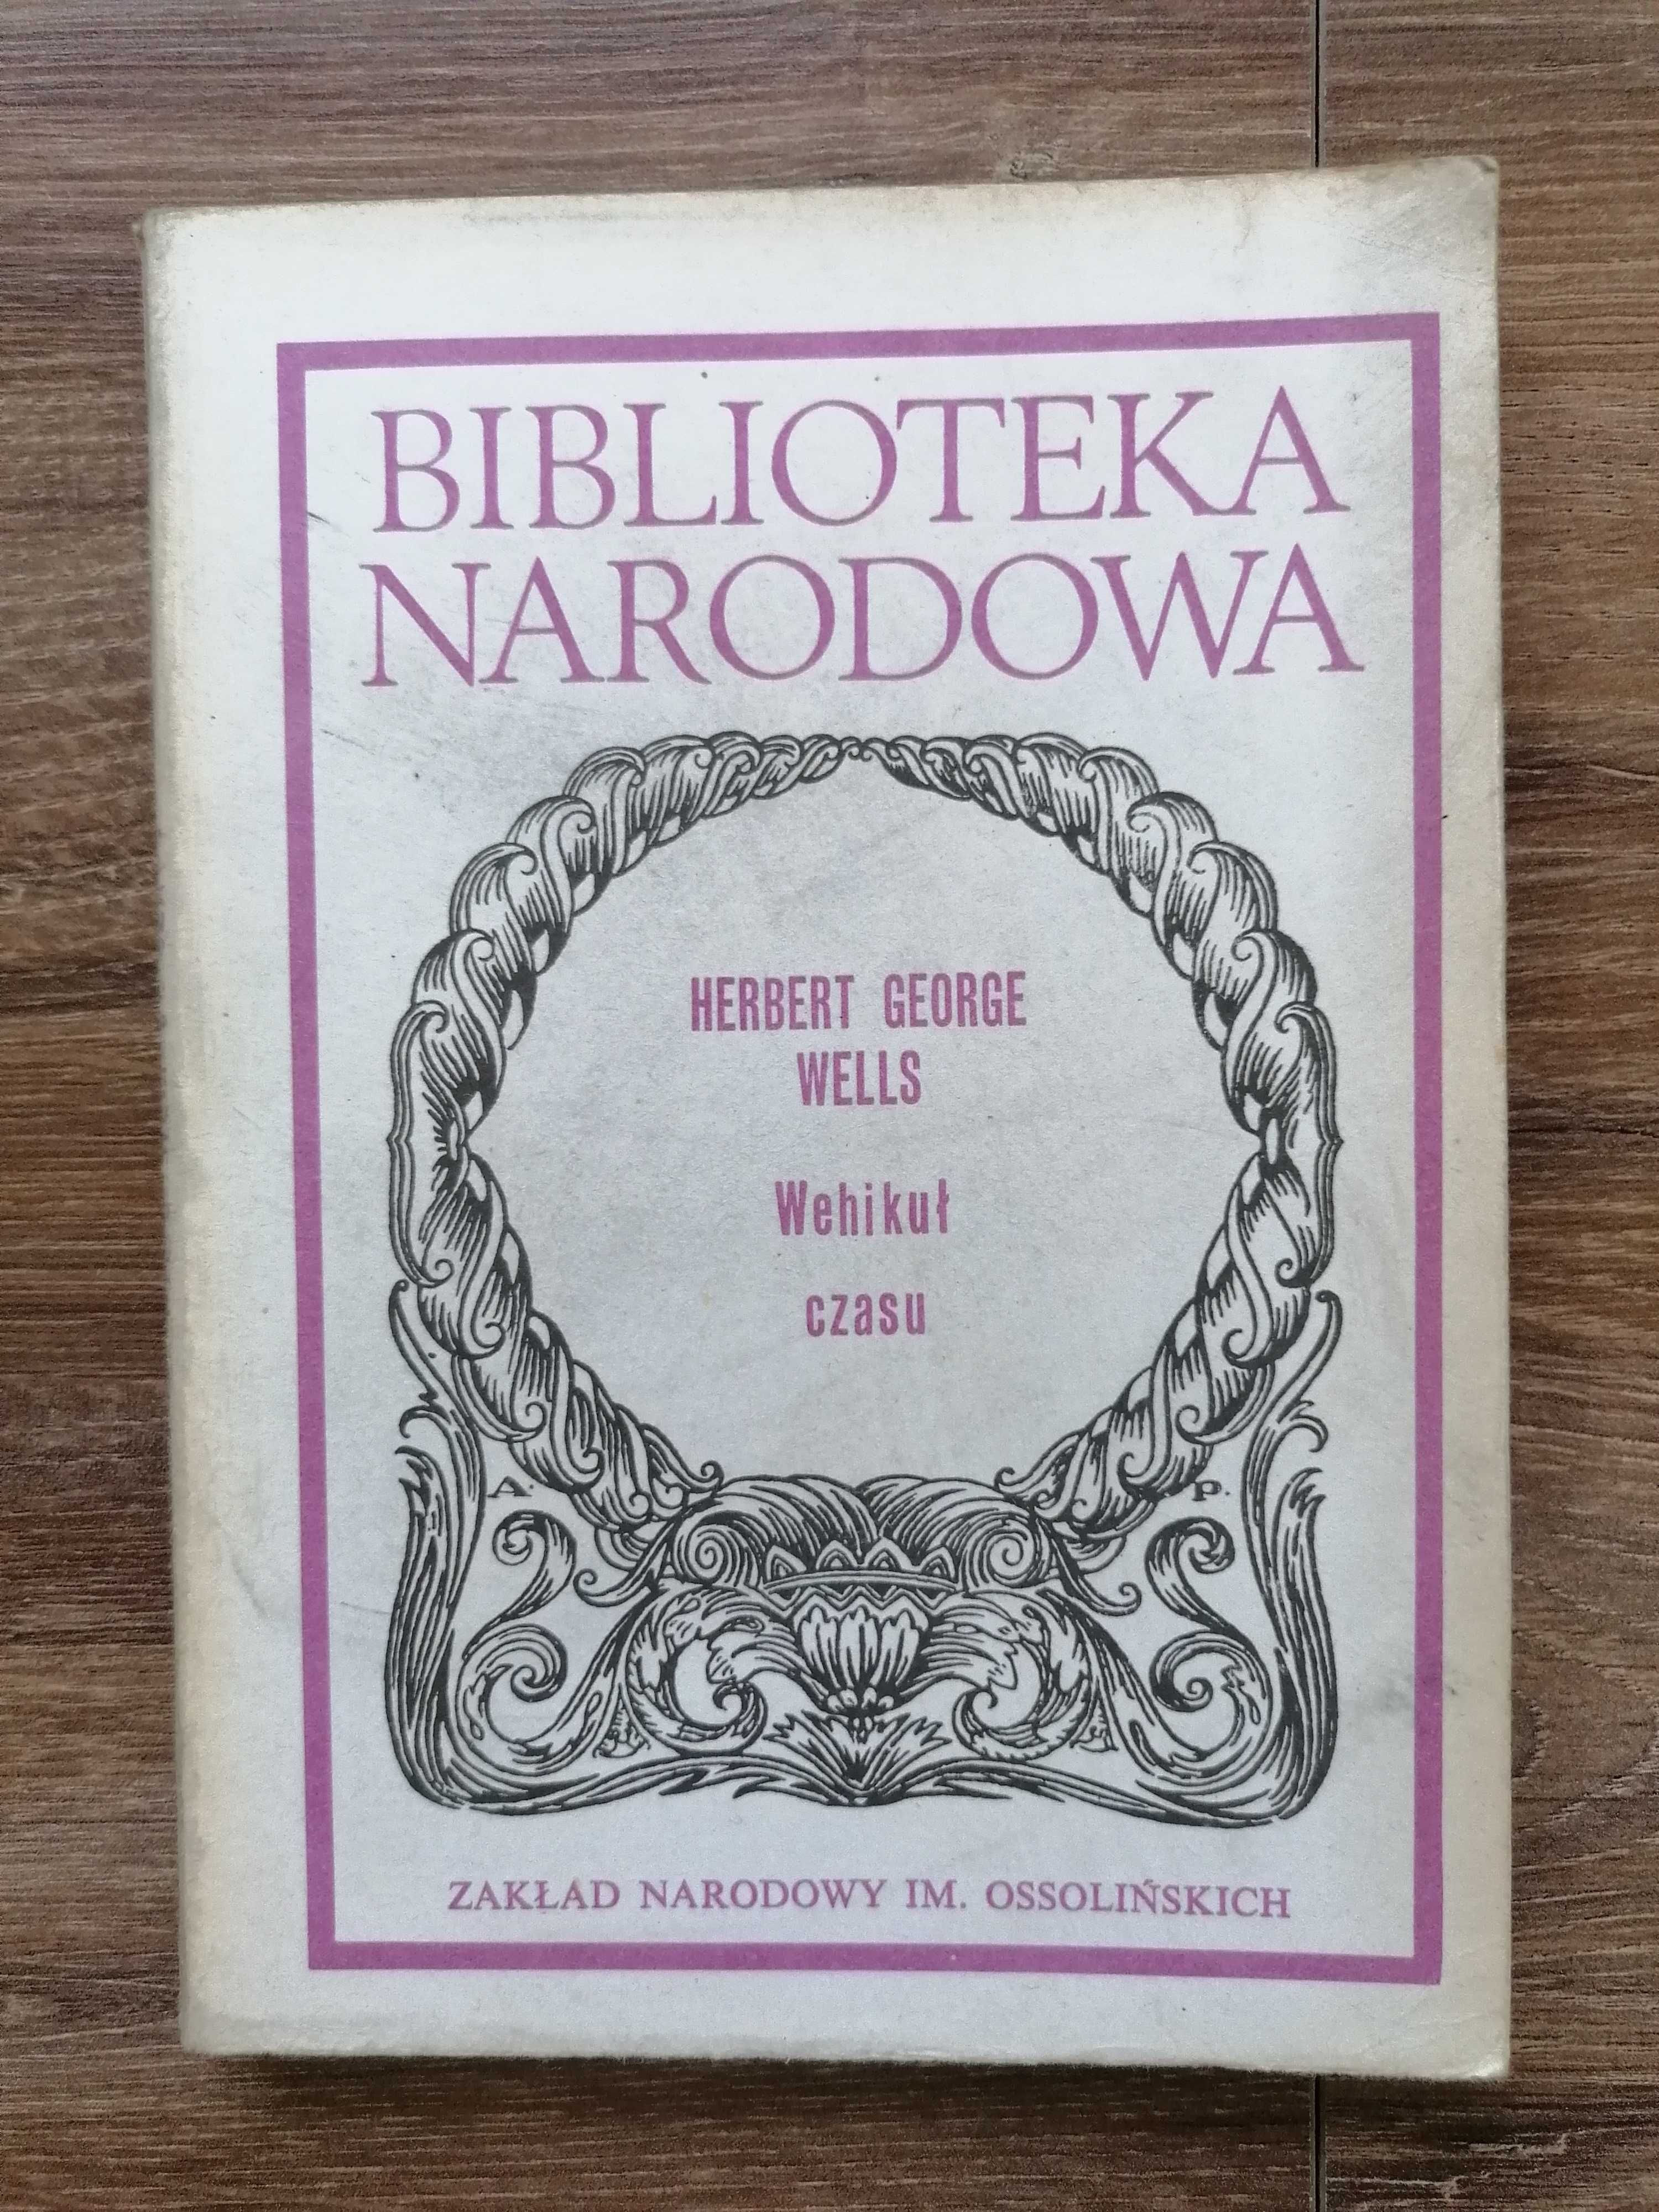 BIBLIOTEKA
NARODOWA
HERBERT GEORGE
WELLS
Wehikuł
czasu
A. P.
ZAKŁAD NARODOWY IM. OSSOLIŃSKICH